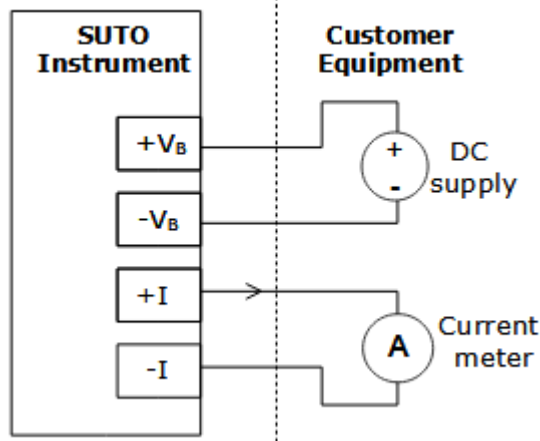 SUTO
Instrument
Customer
Equipment
+VB
-VB
+I
-I
+
-
DC
supply
A
Current
meter